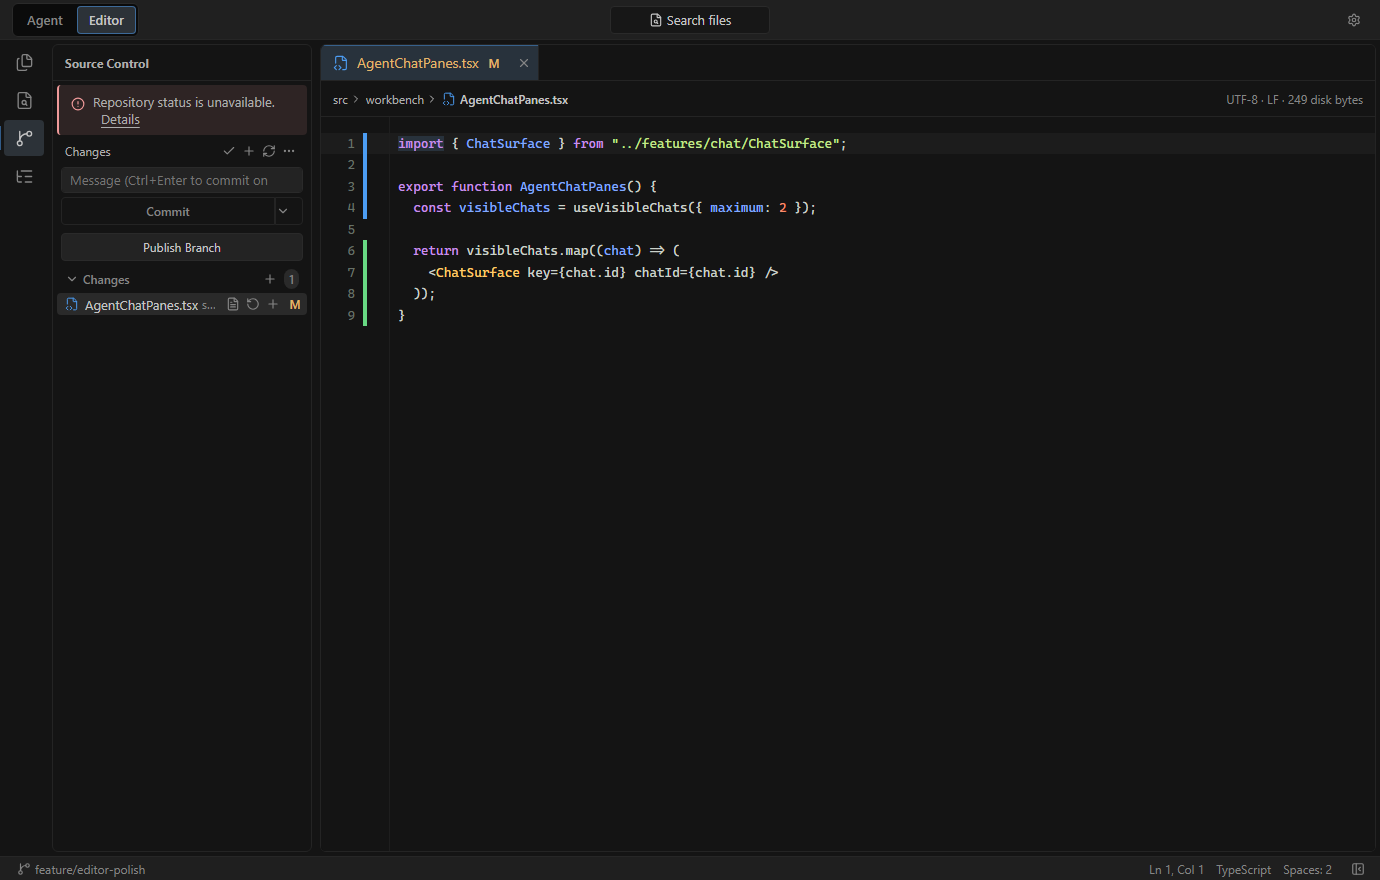 Agent Editor Search files
Source Control
Repository status is unavailable.
Details
Changes
Message (Ctrl+Enter to commit on
Commit
Publish Branch
Changes 1
AgentChatPanes.tsx s... M
AgentChatPanes.tsx M
src workbench AgentChatPanes.tsx UTF-8 · LF · 249 disk bytes
1 import { ChatSurface } from "../features/chat/ChatSurface";
2
3 export function AgentChatPanes() {
4   const visibleChats = useVisibleChats({ maximum: 2 });
5
6   return visibleChats.map((chat) => (
7     <ChatSurface key={chat.id} chatId={chat.id} />
8   ));
9 }
feature/editor-polish Ln 1, Col 1 TypeScript Spaces: 2